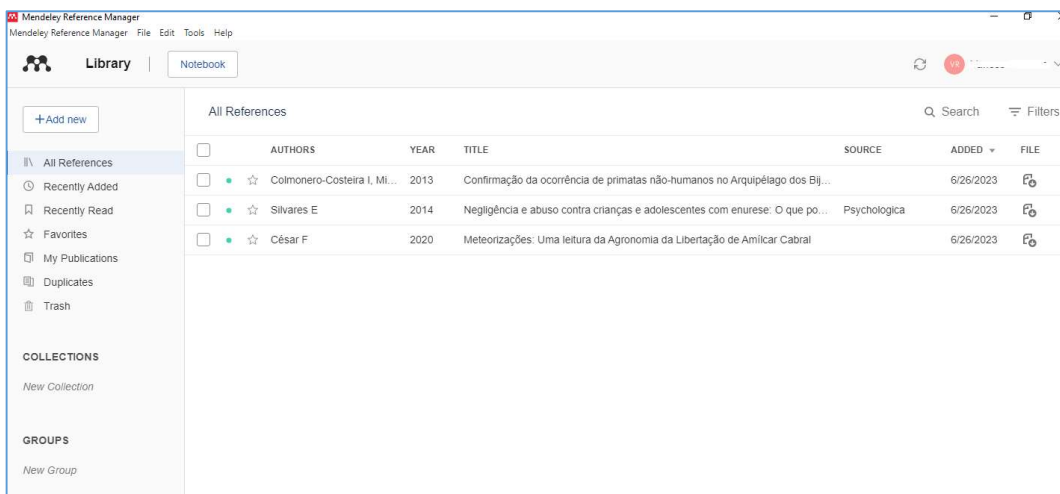 Mendeley Reference Manager
Mendeley Reference Manager File Edit Tools Help
Library Notebook VR
+Add new
All References
Recently Added
Recently Read
Favorites
My Publications
Duplicates
Trash
COLLECTIONS
New Collection
GROUPS
New Group
All References Search Filters
AUTHORS YEAR TITLE SOURCE ADDED FILE
Colmonero-Costeira I, Mi... 2013 Confirmação da ocorrência de primatas não-humanos no Arquipélago dos Bij... 6/26/2023
Silvares E 2014 Negligência e abuso contra crianças e adolescentes com enurese: O que po... Psychologica 6/26/2023
César F 2020 Meteorizações: Uma leitura da Agronomia da Libertação de Amílcar Cabral 6/26/2023